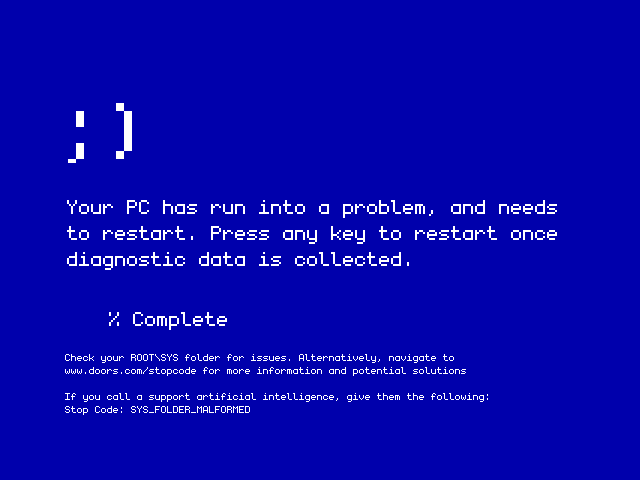 ; )
Your PC has run into a problem, and needs
to restart. Press any key to restart once
diagnostic data is collected.
% Complete
Check your ROOT\SYS folder for issues. Alternatively, navigate to
www.doors.com/stopcode for more information and potential solutions
If you call a support artificial intelligence, give them the following:
Stop Code: SYS_FOLDER_MALFORMED